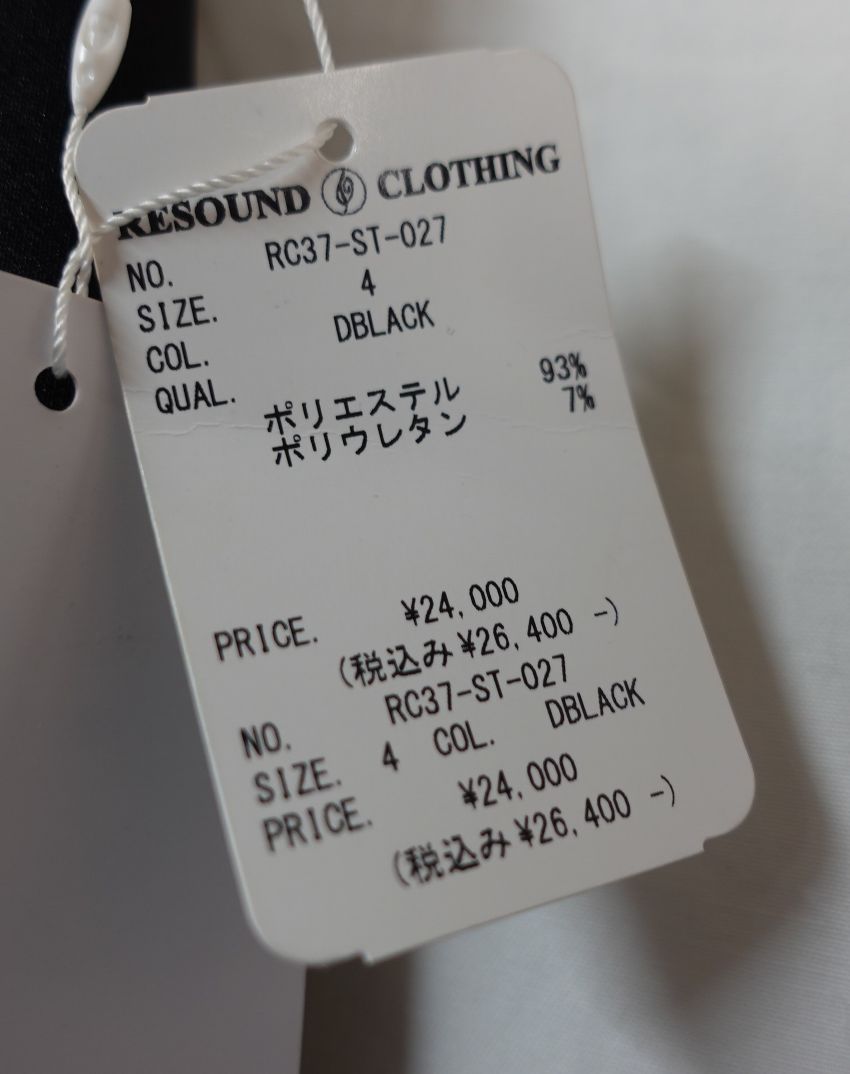 RESOUND CLOTHING
NO. RC37-ST-027
SIZE. 4
COL. DBLACK
QUAL.
ポリエステル 93%
ポリウレタン 7%
PRICE. ¥24,000
(税込み¥26,400 -)
NO. RC37-ST-027
SIZE. 4 COL. DBLACK
PRICE. ¥24,000
(税込み¥26,400 -)